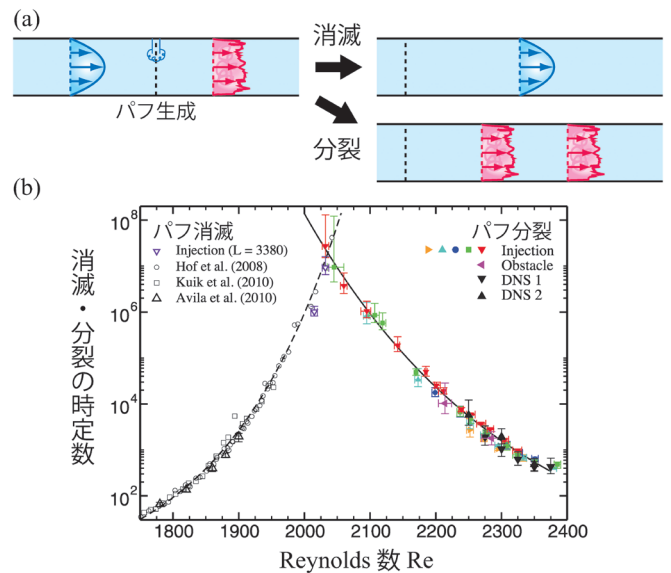 (a)
消滅
パフ生成
分裂
(b)
消滅・分裂の時定数
10^8
10^6
10^4
10^2
パフ消滅
Injection (L = 3380)
Hof et al. (2008)
Kuik et al. (2010)
Avila et al. (2010)
パフ分裂
Injection
Obstacle
DNS 1
DNS 2
1800 1900 2000 2100 2200 2300 2400
Reynolds 数 Re